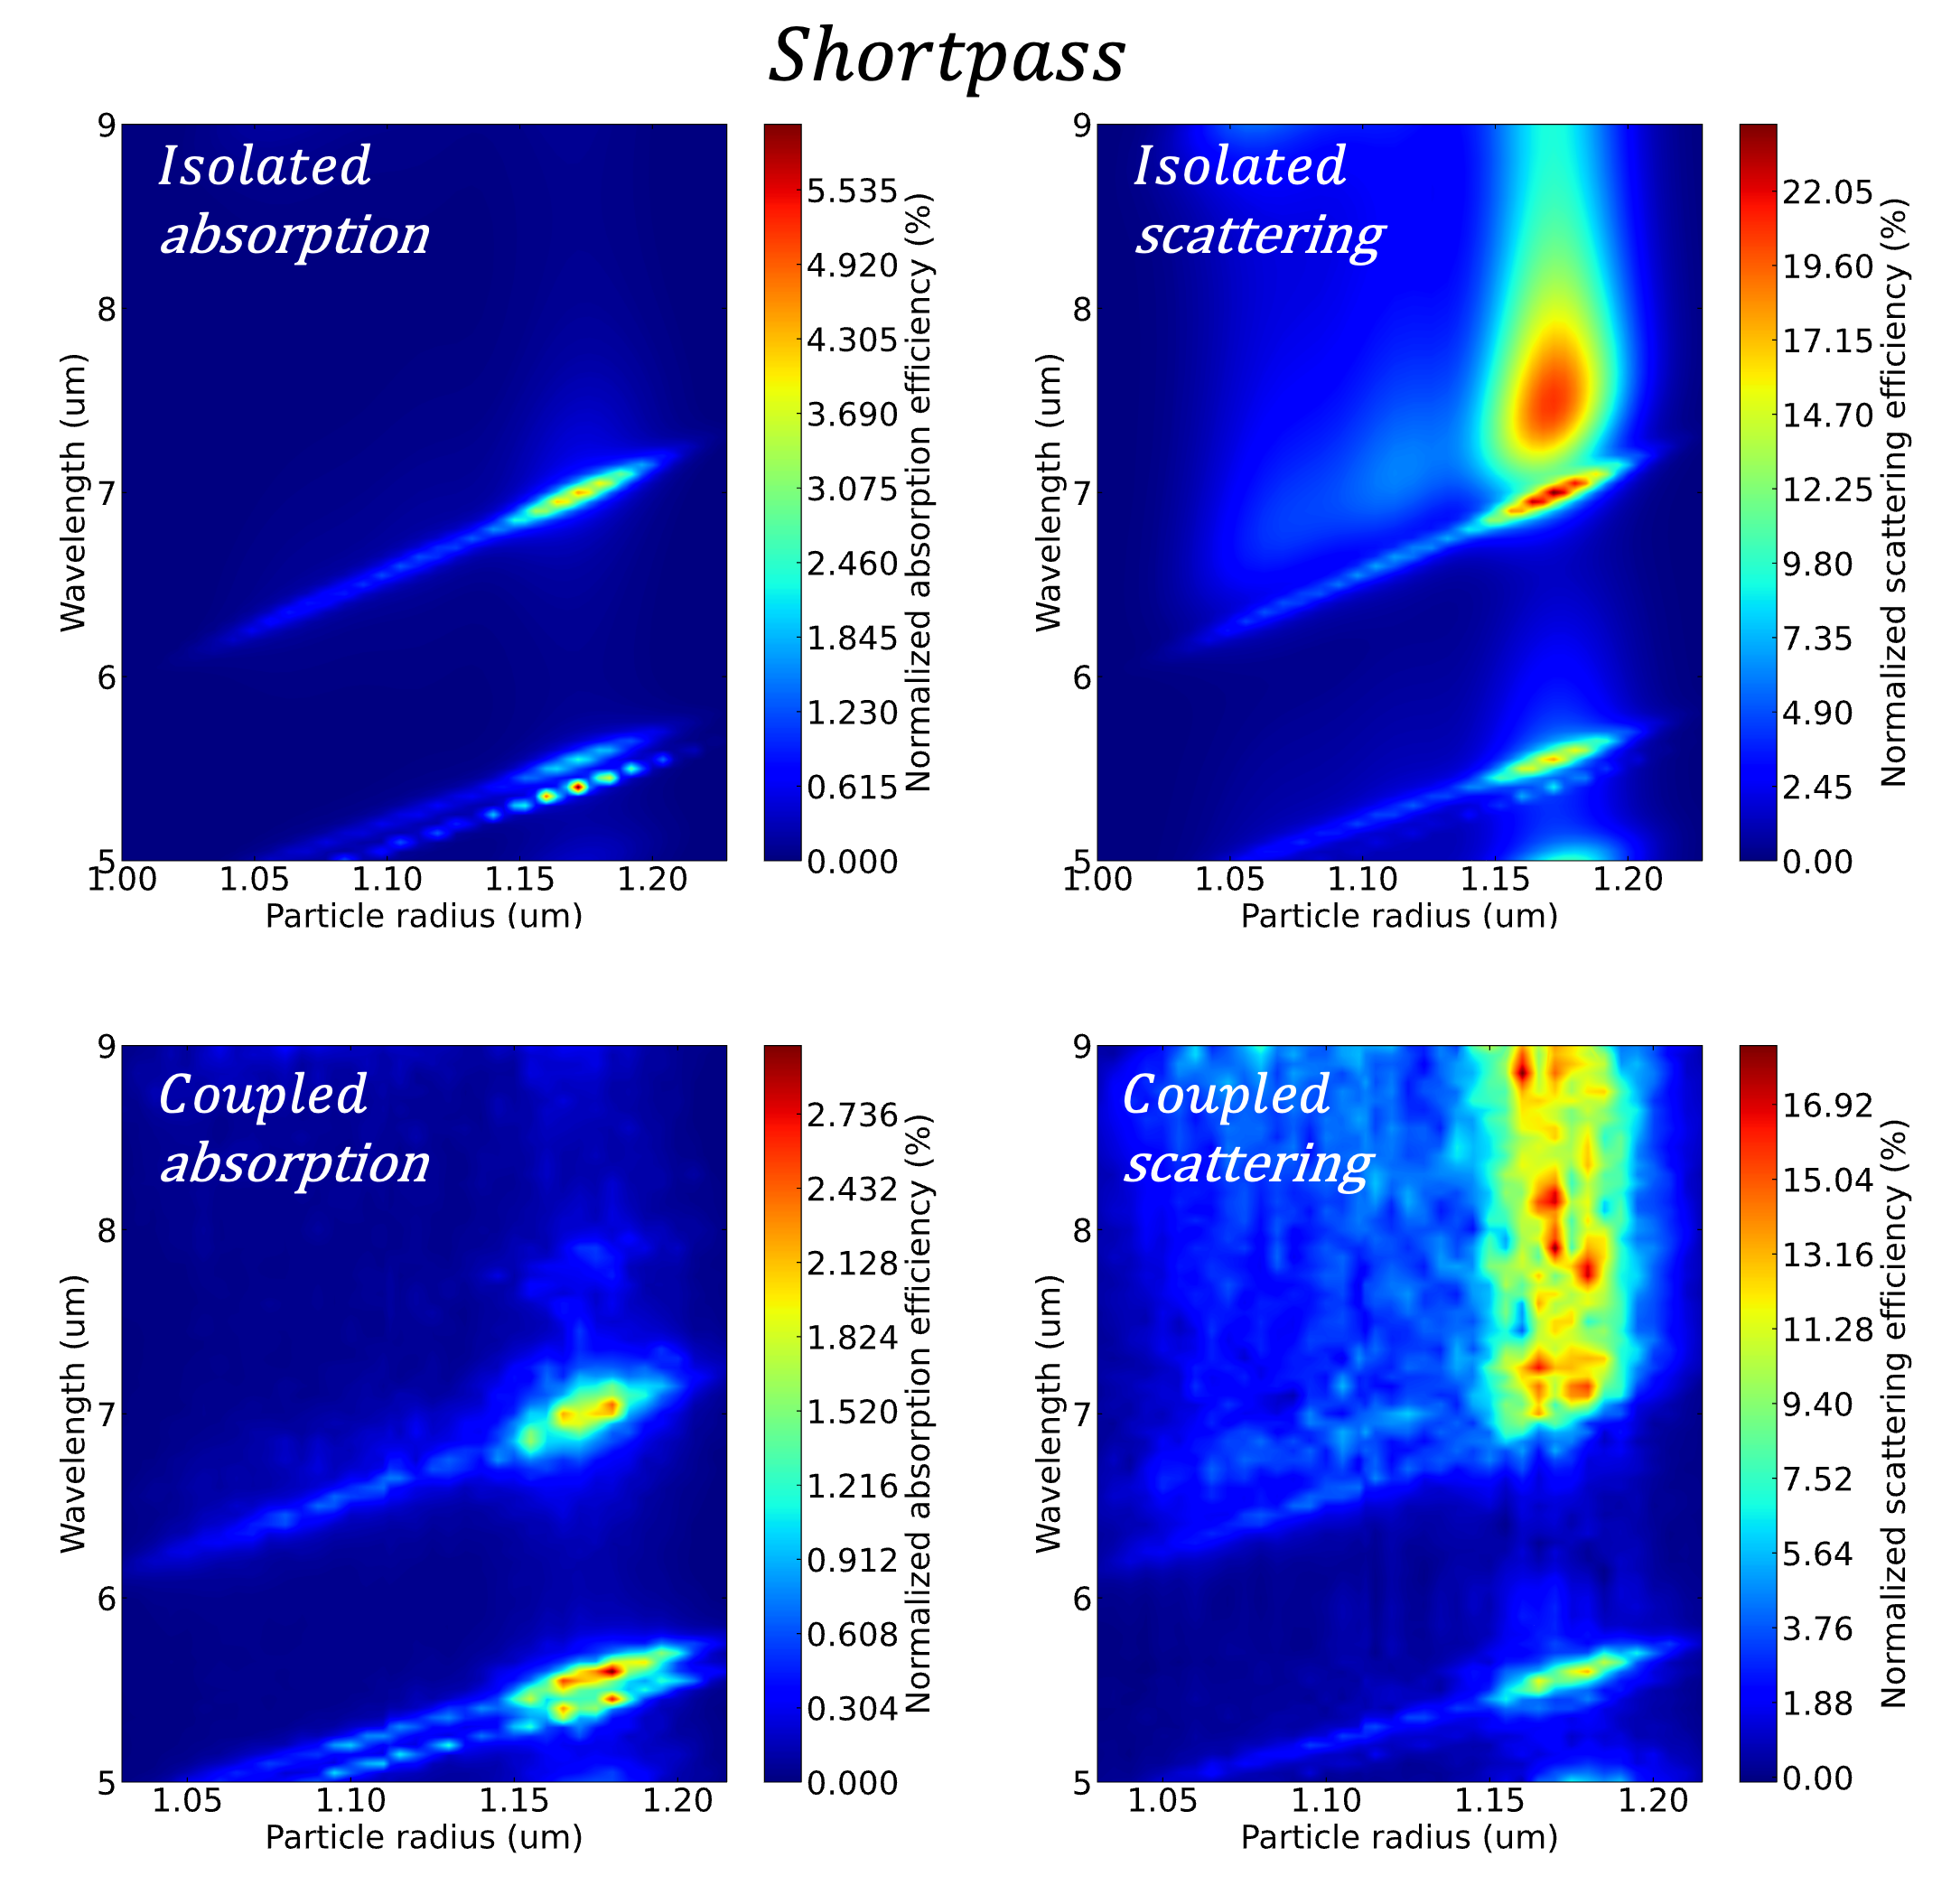 Shortpass
Isolated
absorption
9
8
7
6
5
Wavelength (um)
1.00 1.05 1.10 1.15 1.20
Particle radius (um)
5.535
4.920
4.305
3.690
3.075
2.460
1.845
1.230
0.615
0.000
Normalized absorption efficiency (%)
Isolated
scattering
9
8
7
6
5
Wavelength (um)
1.00 1.05 1.10 1.15 1.20
Particle radius (um)
22.05
19.60
17.15
14.70
12.25
9.80
7.35
4.90
2.45
0.00
Normalized scattering efficiency (%)
Coupled
absorption
9
8
7
6
5
Wavelength (um)
1.05 1.10 1.15 1.20
Particle radius (um)
2.736
2.432
2.128
1.824
1.520
1.216
0.912
0.608
0.304
0.000
Normalized absorption efficiency (%)
Coupled
scattering
9
8
7
6
5
Wavelength (um)
1.05 1.10 1.15 1.20
Particle radius (um)
16.92
15.04
13.16
11.28
9.40
7.52
5.64
3.76
1.88
0.00
Normalized scattering efficiency (%)